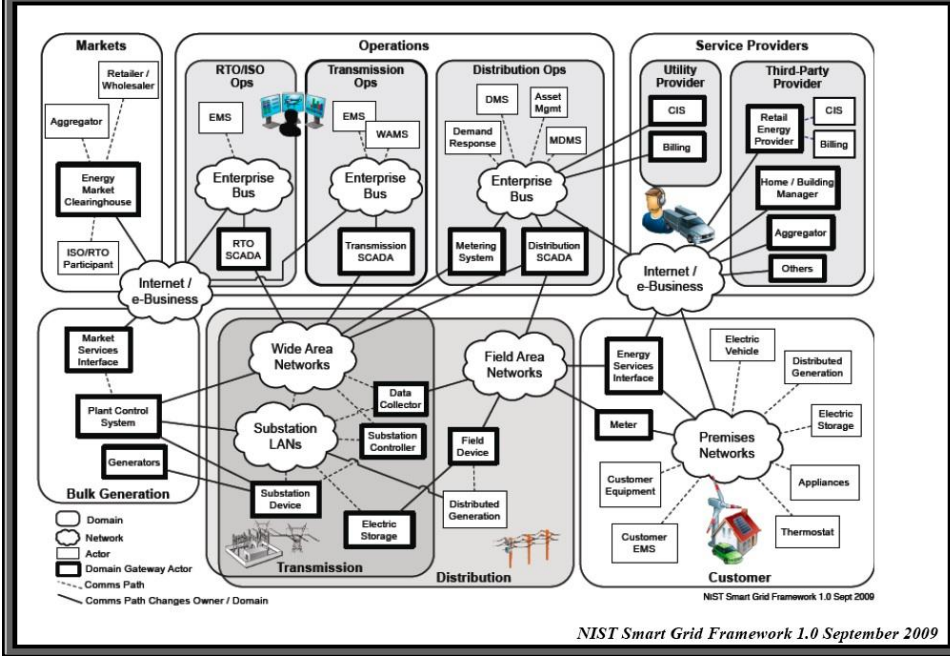 Markets
Retailer /
Wholesaler
Aggregator
Energy
Market
Clearinghouse
ISO/RTO
Participant
Operations
RTO/ISO
Ops
EMS
Enterprise
Bus
RTO
SCADA
Transmission
Ops
EMS
WAMS
Enterprise
Bus
Transmission
SCADA
Distribution Ops
DMS
Asset
Mgmt
Demand
Response
MDMS
Enterprise
Bus
Metering
System
Distribution
SCADA
Service Providers
Utility
Provider
CIS
Billing
Third-Party
Provider
Retail
Energy
Provider
CIS
Billing
Home / Building
Manager
Aggregator
Others
Internet /
e-Business
Internet /
e-Business
Market
Services
Interface
Plant Control
System
Generators
Bulk Generation
Wide Area
Networks
Substation
LANs
Data
Collector
Substation
Controller
Substation
Device
Electric
Storage
Transmission
Field Area
Networks
Field
Device
Distributed
Generation
Distribution
Energy
Services
Interface
Meter
Premises
Networks
Electric
Vehicle
Distributed
Generation
Electric
Storage
Appliances
Thermostat
Customer
Equipment
Customer
EMS
Customer
Domain
Network
Actor
Domain Gateway Actor
Comms Path
Comms Path Changes Owner / Domain
NIST Smart Grid Framework 1.0 Sept 2009
NIST Smart Grid Framework 1.0 September 2009